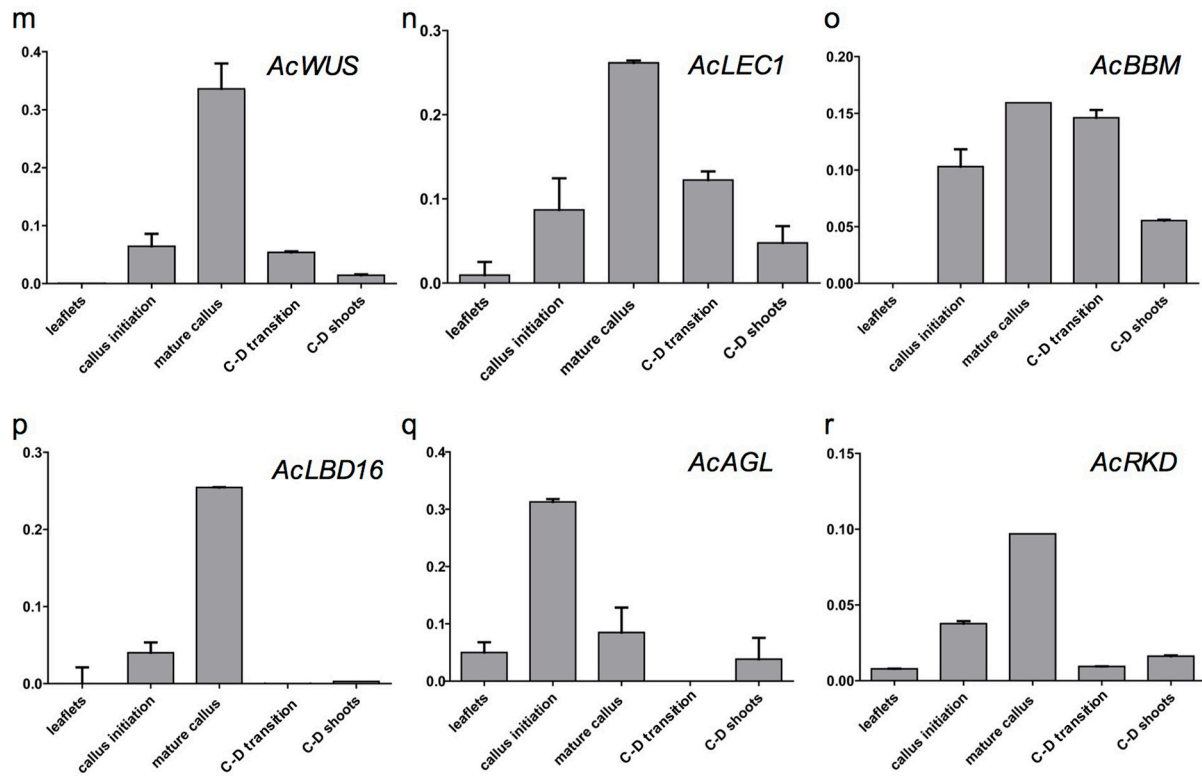 m
AcWUS
0.4
0.3
0.2
0.1
0.0
leaflets
callus initiation
mature callus
C-D transition
C-D shoots
n
AcLEC1
0.3
0.2
0.1
0.0
leaflets
callus initiation
mature callus
C-D transition
C-D shoots
o
AcBBM
0.20
0.15
0.10
0.05
0.00
leaflets
callus initiation
mature callus
C-D transition
C-D shoots
p
AcLBD16
0.3
0.2
0.1
0.0
leaflets
callus initiation
mature callus
C-D transition
C-D shoots
q
AcAGL
0.4
0.3
0.2
0.1
0.0
leaflets
callus initiation
mature callus
C-D transition
C-D shoots
r
AcRKD
0.15
0.10
0.05
0.00
leaflets
callus initiation
mature callus
C-D transition
C-D shoots